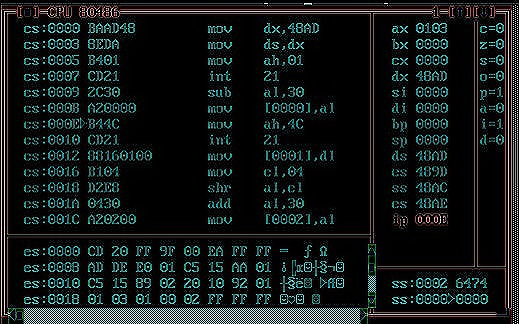 CPU 80486
cs:0000 BAAD48 mov dx,48AD
cs:0003 8EDA mov ds,dx
cs:0005 B401 mov ah,01
cs:0007 CD21 int 21
cs:0009 2C30 sub al,30
cs:000B A20000 mov [0000],al
cs:000E▶B44C mov ah,4C
cs:0010 CD21 int 21
cs:0012 88160100 mov [0001],dl
cs:0016 B104 mov cl,04
cs:0018 D2E8 shr al,cl
cs:001A 0430 add al,30
cs:001C A20200 mov [0002],al
1
ax 0103
bx 0000
cx 0000
dx 48AD
si 0000
di 0000
bp 0000
sp 0000
ds 48AD
es 489D
ss 48AC
cs 48AE
ip 000E
c=0
z=0
s=0
o=0
p=1
a=0
i=1
d=0
es:0000 CD 20 FF 9F 00 EA FF FF
es:0008 AD DE E0 01 C5 15 AA 01
es:0010 C5 15 89 02 20 10 92 01
es:0018 01 03 01 00 02 FF FF FF
ss:0002 6474
ss:0000▶0000